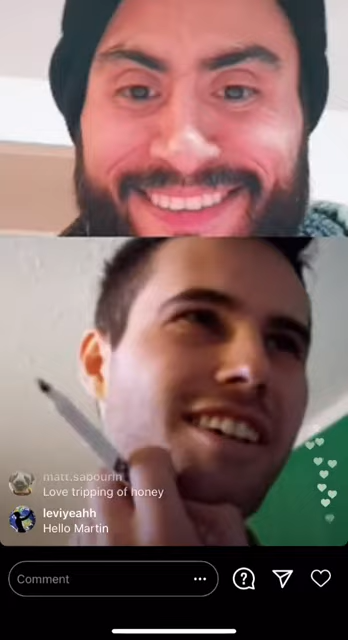 matt.sabourin
Love tripping of honey
leviyeahh
Hello Martin
Comment